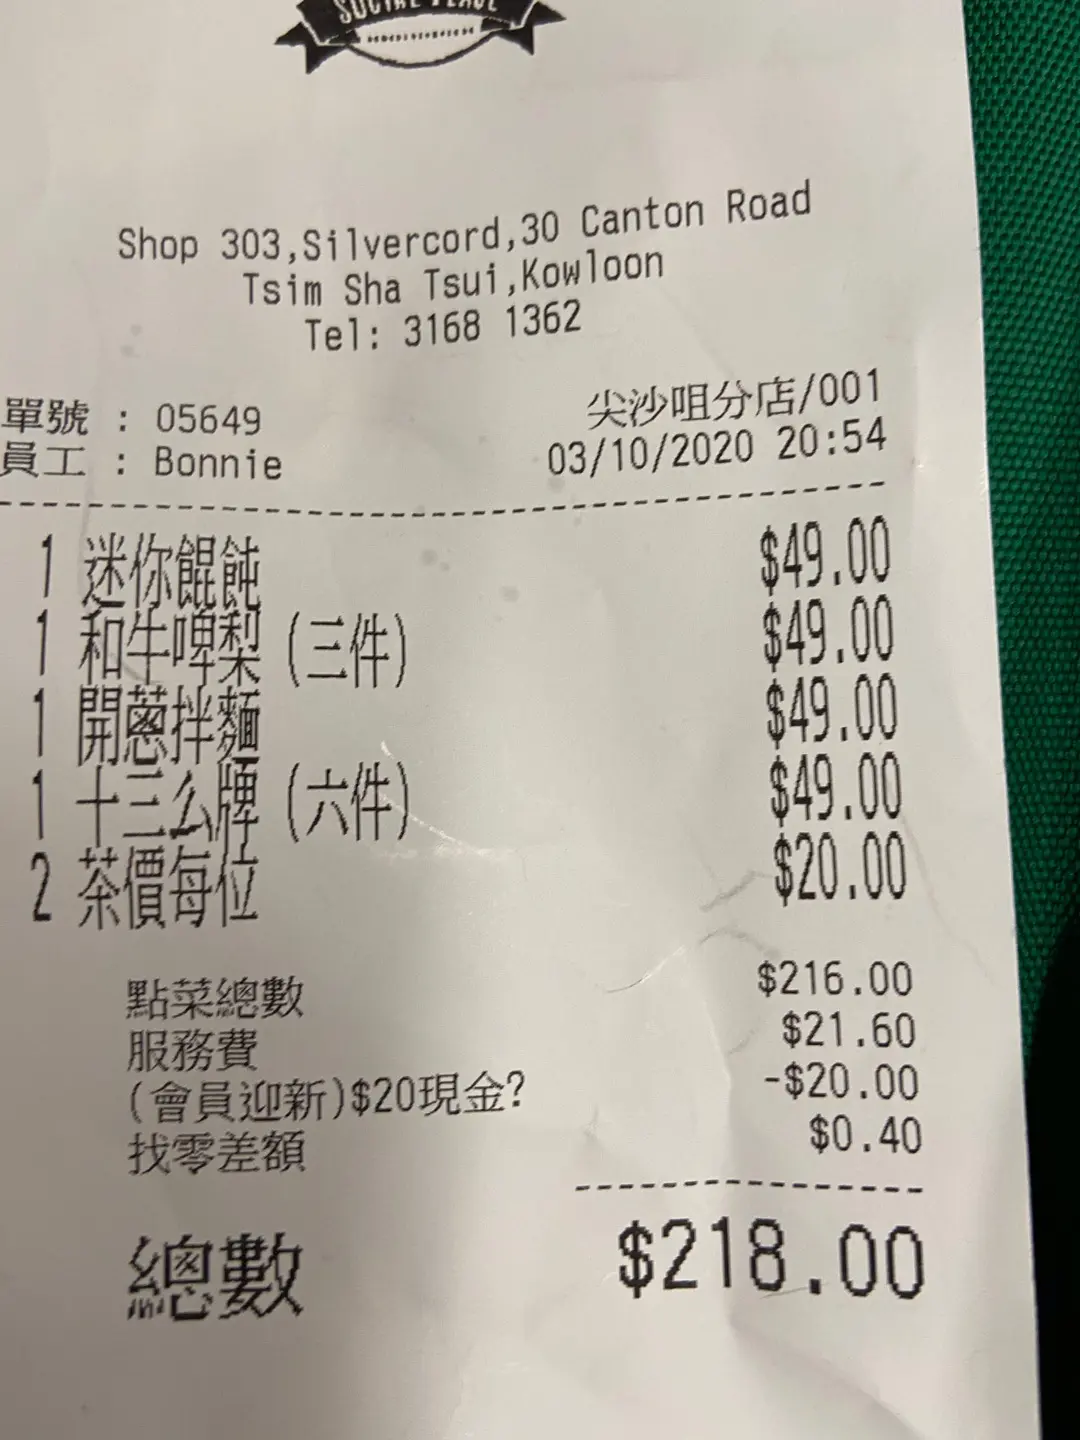 SOCIAL PLACE
Shop 303,Silvercord,30 Canton Road
Tsim Sha Tsui,Kowloon
Tel: 3168 1362
單號 : 05649 尖沙咀分店/001
員工 : Bonnie 03/10/2020 20:54
1 迷你餛飩 $49.00
1 和牛啤梨 (三件) $49.00
1 開蔥拌麵 $49.00
1 十三么牌 (六件) $49.00
2 茶價每位 $20.00
點菜總數 $216.00
服務費 $21.60
(會員迎新)$20現金? -$20.00
找零差額 $0.40
總數 $218.00